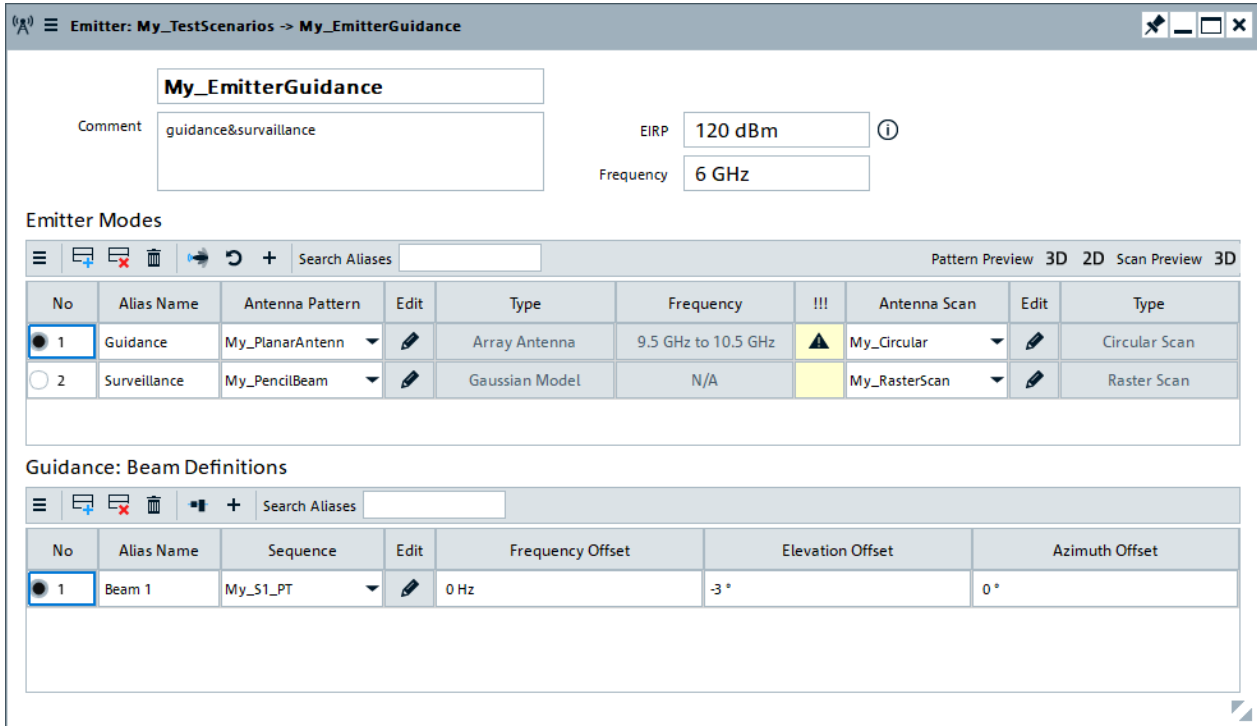 Emitter: My_TestScenarios -> My_EmitterGuidance
My_EmitterGuidance
Comment guidance&survaillance EIRP 120 dBm
Frequency 6 GHz
Emitter Modes
Search Aliases Pattern Preview 3D 2D Scan Preview 3D
No Alias Name Antenna Pattern Edit Type Frequency !!! Antenna Scan Edit Type
1 Guidance My_PlanarAntenn Array Antenna 9.5 GHz to 10.5 GHz My_Circular Circular Scan
2 Surveillance My_PencilBeam Gaussian Model N/A My_RasterScan Raster Scan
Guidance: Beam Definitions
Search Aliases
No Alias Name Sequence Edit Frequency Offset Elevation Offset Azimuth Offset
1 Beam 1 My_S1_PT 0 Hz -3 ° 0 °